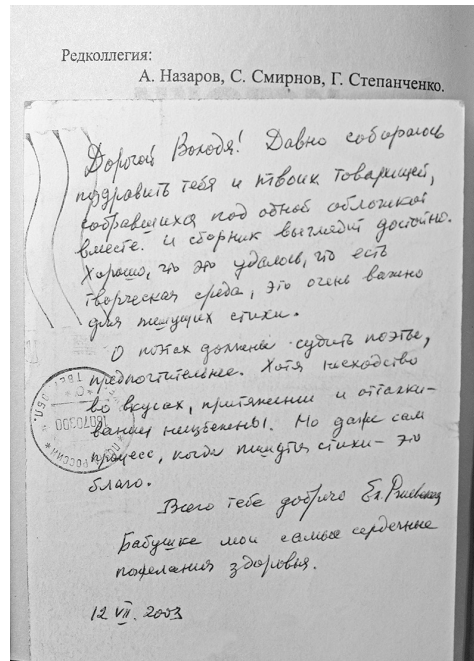 Редколлегия:
А. Назаров, С. Смирнов, Г. Степанченко.
Дорогой Володя! Давно собиралась
поздравить тебя и твоих товарищей,
собравшихся под одной обложкой
вместе. И сборник выглядит достойно.
Хорошо, что это удалось, что есть
творческая среда, это очень важно
для пишущих стихи.
О поэтах должны судить поэты,
предпочтительнее. Хотя несходство
во вкусах, притяжении и отталки-
вании неизбежны. Но даже сам
процесс, когда пишутся стихи – это
благо.
Всего тебе доброго Ел.
Бабушке мои самые сердечные
пожелания здоровья.
12 VII. 2003
РОССИЯ
ОБЛ.